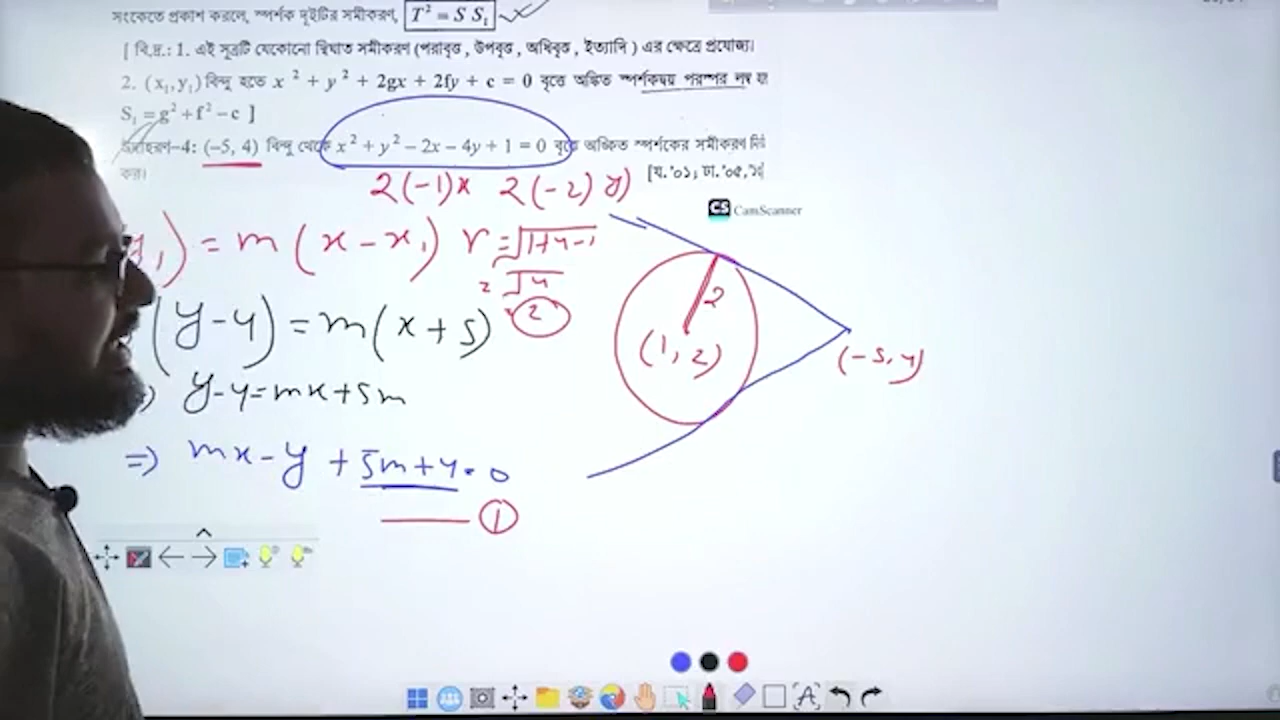 সংকেতে প্রকাশ করলে, স্পর্শক দুইটির সমীকরণ, T² = S S₁
[ বি.দ্র.: 1. এই সূত্রটি যেকোনো দ্বিঘাত সমীকরণ (পরাবৃত্ত , উপবৃত্ত , অধিবৃত্ত , ইত্যাদি ) এর ক্ষেত্রে প্রযোজ্য।
2. (x₁, y₁) বিন্দু হতে x² + y² + 2gx + 2fy + c = 0 বৃত্তে অঙ্কিত স্পর্শকদ্বয় পরস্পর লম্ব
S₁ = g² + f² − c ]
উদাহরণ-4: (−5, 4) বিন্দু থেকে x² + y² − 2x − 4y + 1 = 0 বৃত্তে অঙ্কিত স্পর্শকের সমীকরণ
কর।
2(−1)x 2(−2)y)
CS CamScanner
) = m(x − x₁) r = √1+4−1
= √4
2
(y−4) = m(x+5)
y−4=mx+5m
⇒ mx−y+5m+4=0
①
2
(1, 2)
(−5, 4)